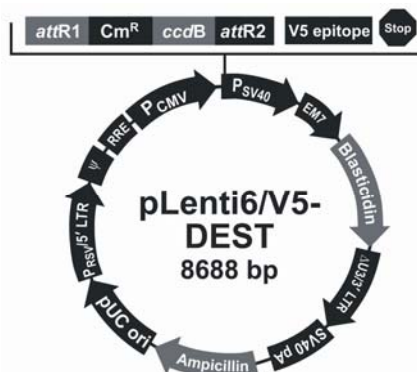 attR1 CmR ccdB attR2 V5 epitope Stop
PCMV
PSV40
EM7
Blasticidin
ΔU3/3' LTR
SV40 pA
Ampicillin
pUC ori
PRSV/5' LTR
Ψ
RRE
pLenti6/V5-
DEST
8688 bp